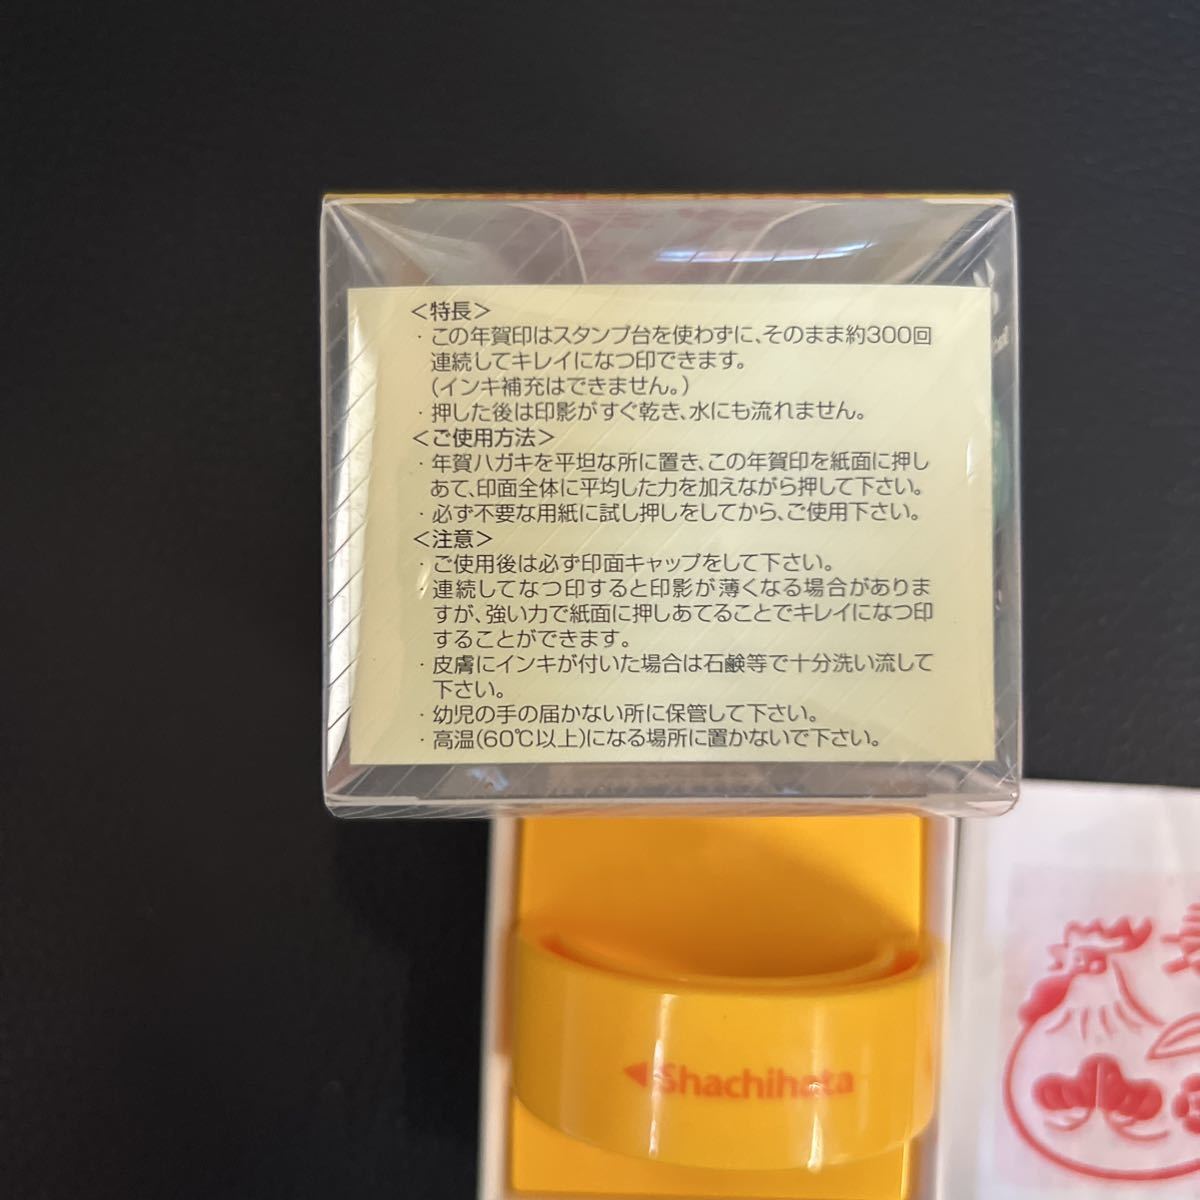 ＜特長＞
・この年賀印はスタンプ台を使わずに、そのまま約300回
連続してキレイになつ印できます。
（インキ補充はできません。）
・押した後は印影がすぐ乾き、水にも流れません。
＜ご使用方法＞
・年賀ハガキを平坦な所に置き、この年賀印を紙面に押し
あて、印面全体に平均した力を加えながら押して下さい。
・必ず不要な用紙に試し押しをしてから、ご使用下さい。
＜注意＞
・ご使用後は必ず印面キャップをして下さい。
連続してなつ印すると印影が薄くなる場合がありま
すが、強い力で紙面に押しあてることでキレイになつ印
することができます。
・皮膚にインキが付いた場合は石鹸等で十分洗い流して
下さい。
・幼児の手の届かない所に保管して下さい。
・高温(60℃以上)になる場所に置かないで下さい。
◀Shachihata